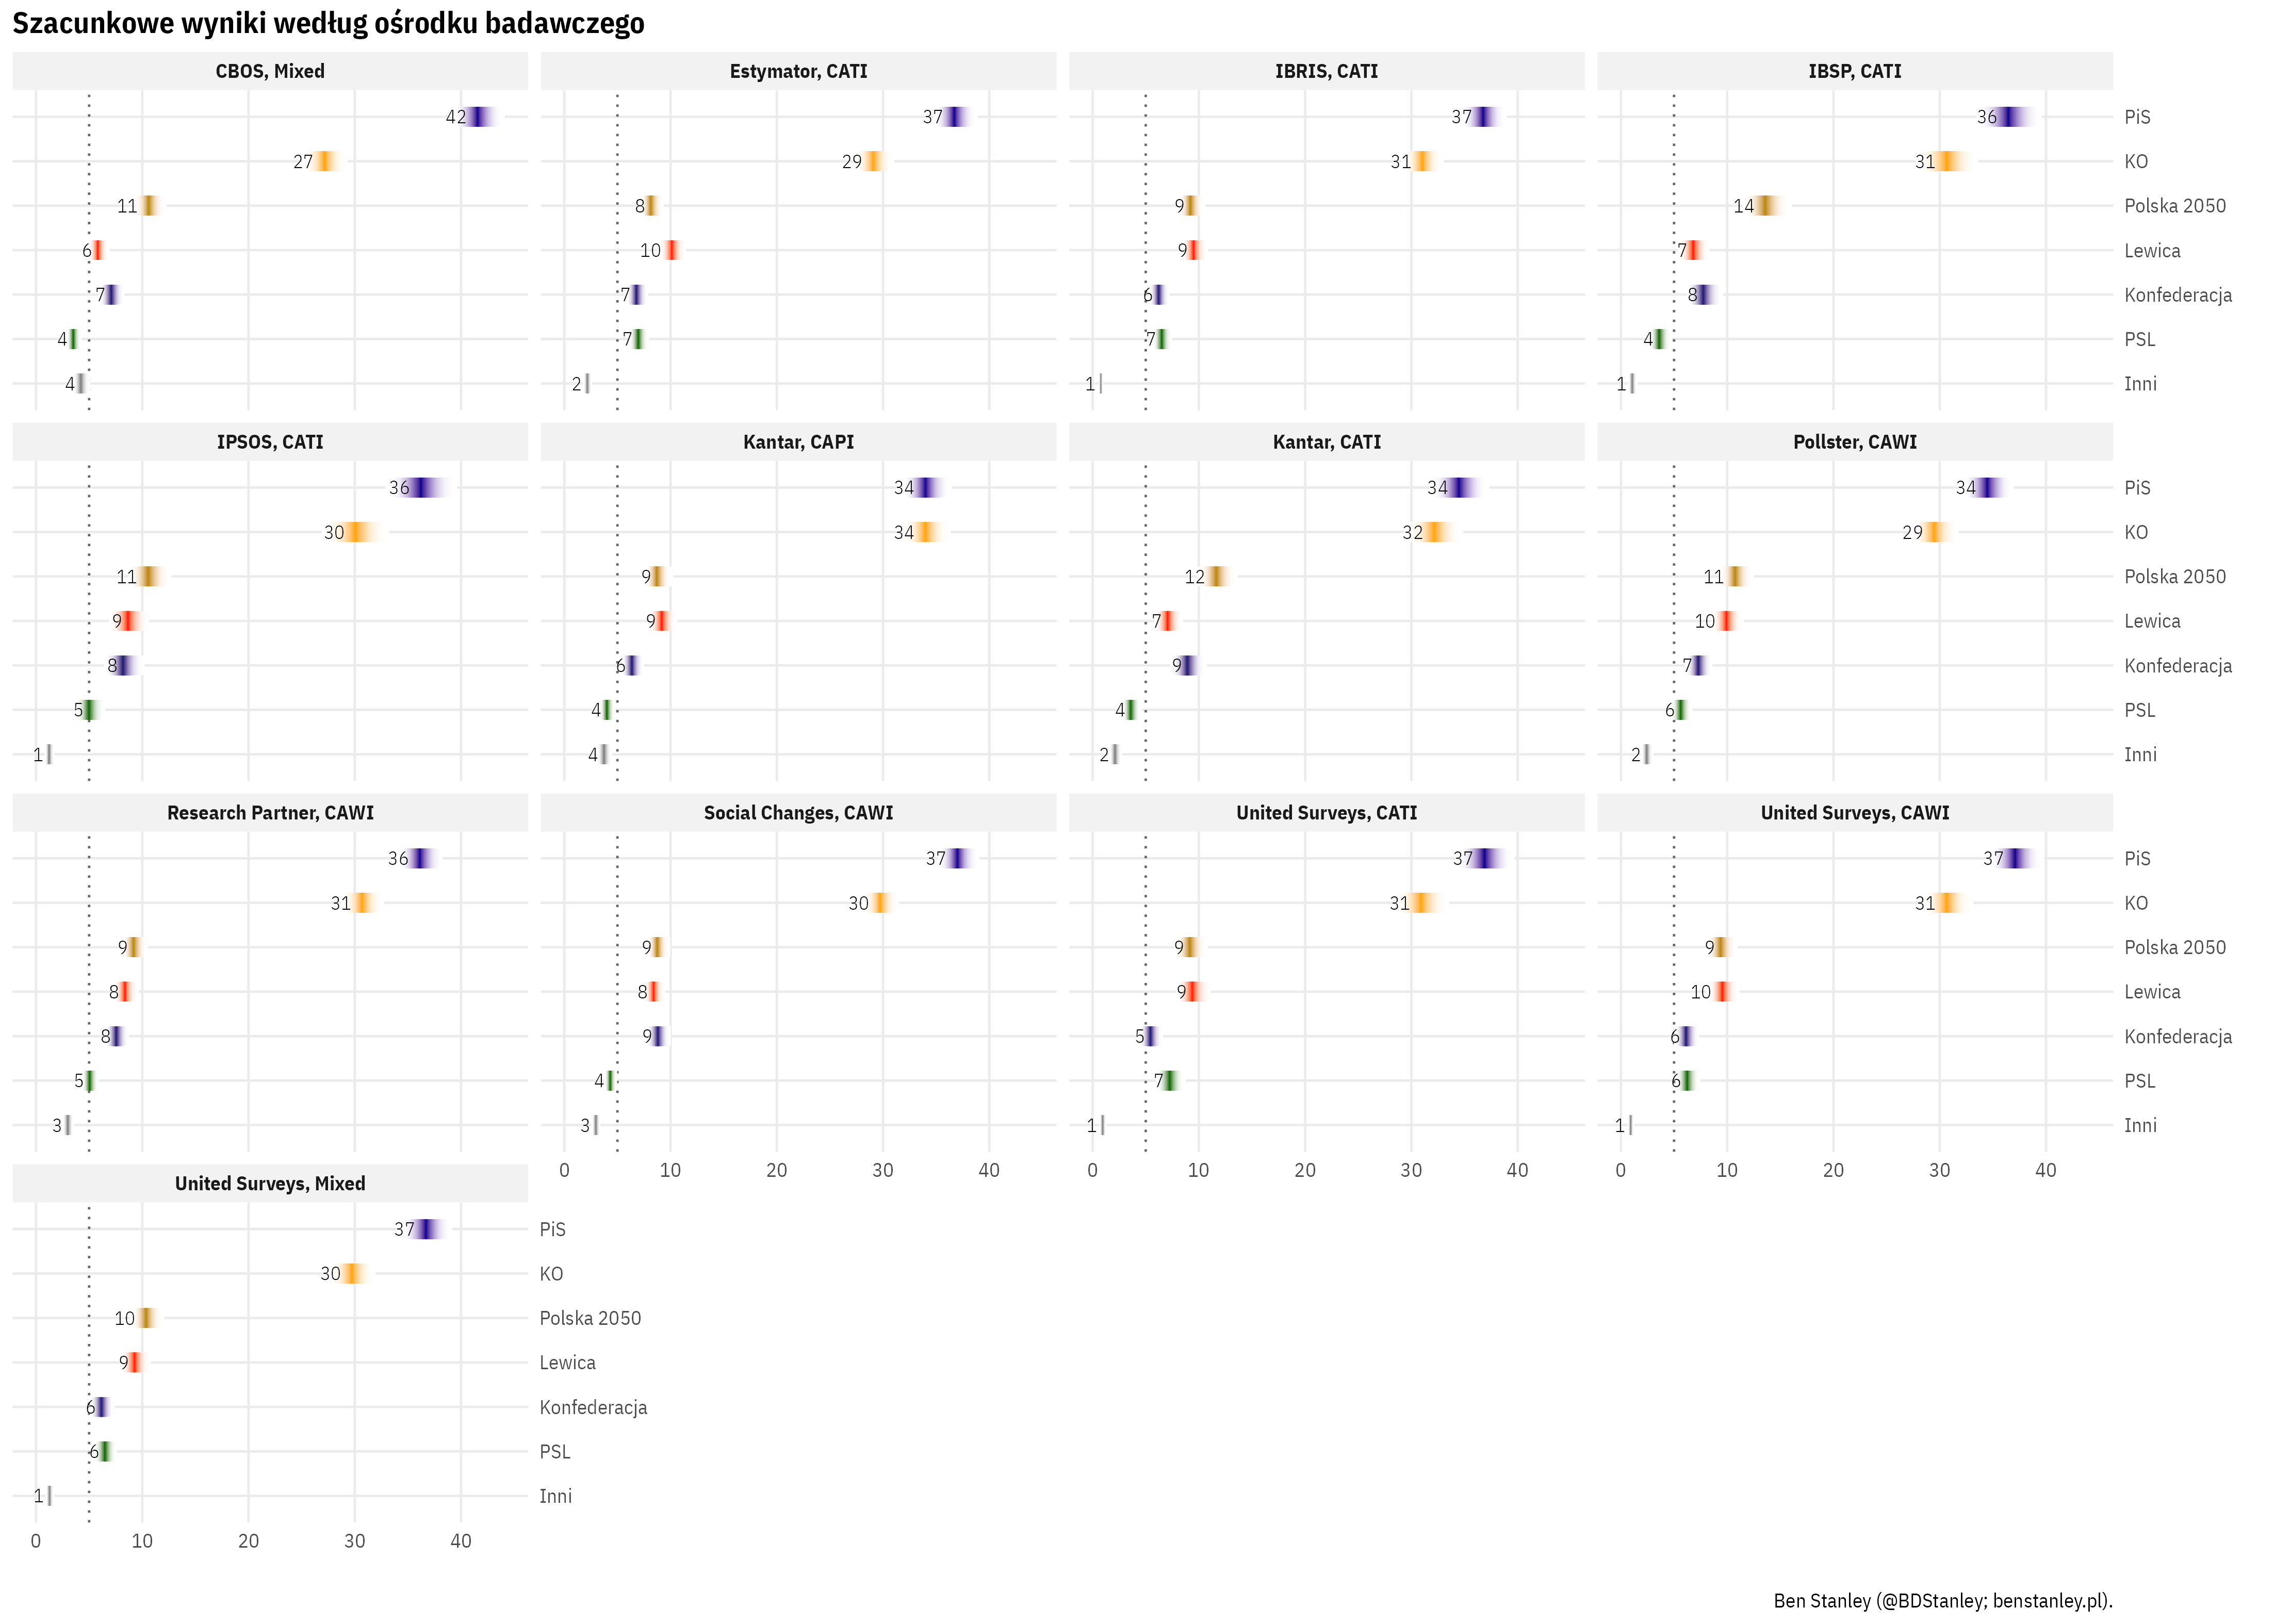 Szacunkowe wyniki według ośrodku badawczego
CBOS, Mixed
Estymator, CATI
IBRIS, CATI
IBSP, CATI
42 37 37 36 PiS
27 29 31 31 KO
11 8 9 14 Polska 2050
6 10 9 7 Lewica
7 7 6 8 Konfederacja
4 7 7 4 PSL
4 2 1 1 Inni
IPSOS, CATI
Kantar, CAPI
Kantar, CATI
Pollster, CAWI
36 34 34 34 PiS
30 34 32 29 KO
11 9 12 11 Polska 2050
9 9 7 10 Lewica
8 6 9 7 Konfederacja
5 4 4 6 PSL
1 4 2 2 Inni
Research Partner, CAWI
Social Changes, CAWI
United Surveys, CATI
United Surveys, CAWI
36 37 37 37 PiS
31 30 31 31 KO
9 9 9 9 Polska 2050
8 8 9 10 Lewica
8 9 5 6 Konfederacja
5 4 7 6 PSL
3 3 1 1 Inni
0 10 20 30 40 0 10 20 30 40 0 10 20 30 40
United Surveys, Mixed
37 PiS
30 KO
10 Polska 2050
9 Lewica
6 Konfederacja
6 PSL
1 Inni
0 10 20 30 40
Ben Stanley (@BDStanley; benstanley.pl).